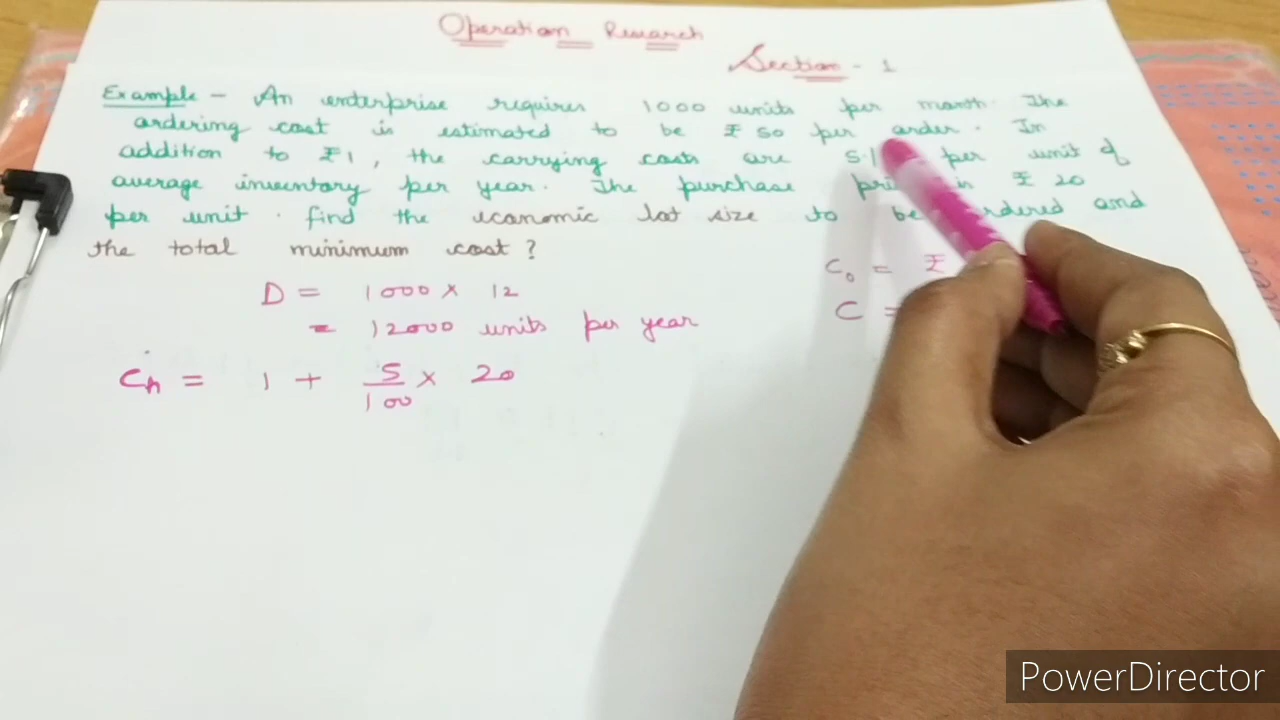 Operation Research
Section - 1
Example - An enterprise requires 1000 units per month. The
ordering cost is estimated to be ₹ 50 per order. In
addition to ₹1, the carrying costs are 5% per unit of
average inventory per year. The purchase in ₹ 20
per unit. find the economic lot size to be and
the total minimum cost?
D = 1000 × 12
= 12000 units per year
C₀ = ₹
C =
Cₕ = 1 + 5/100 × 20
PowerDirector